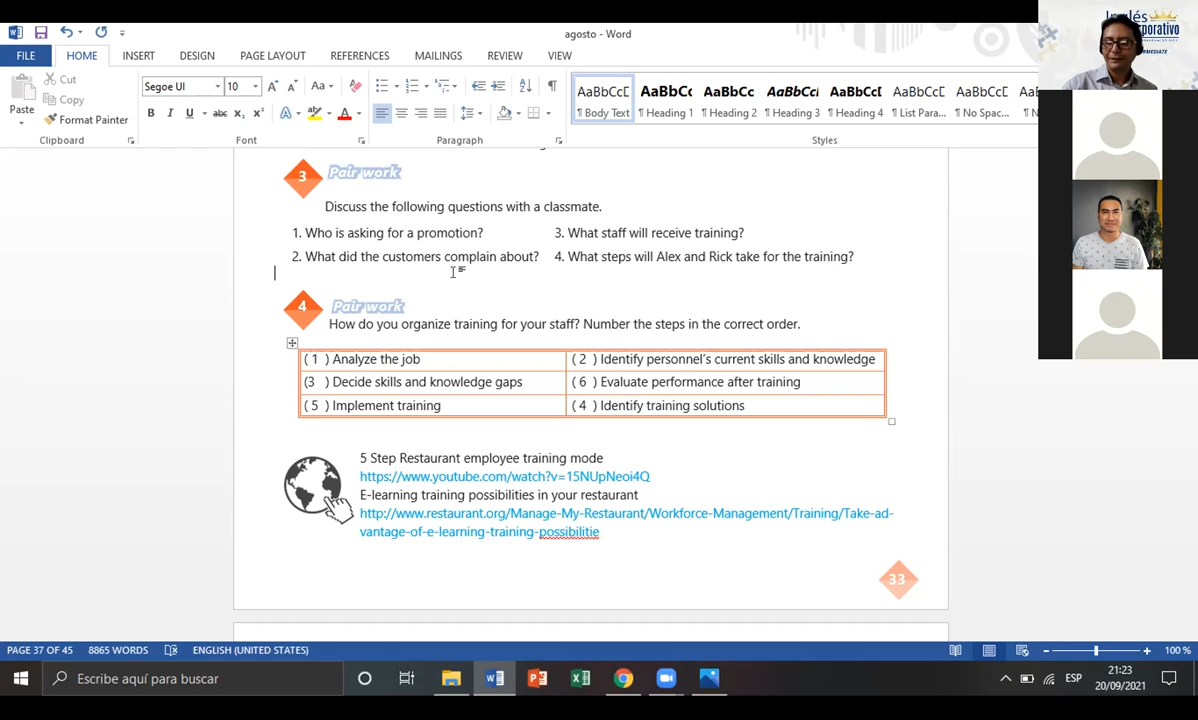 agosto - Word
FILE HOME INSERT DESIGN PAGE LAYOUT REFERENCES MAILINGS REVIEW VIEW
Paste
Cut
Copy
Format Painter
Segoe UI 10
AaBbCcD AaBbCc AaBbCc AaBbCcI AaBbCcL AaBbCcD AaBbCcD
¶ Body Text ¶ Heading 1 ¶ Heading 2 ¶ Heading 3 ¶ Heading 4 ¶ List Para... ¶ No Spac...
Clipboard Font Paragraph Styles
3 Pair work
Discuss the following questions with a classmate.
1. Who is asking for a promotion? 3. What staff will receive training?
2. What did the customers complain about? 4. What steps will Alex and Rick take for the training?
4 Pair work
How do you organize training for your staff? Number the steps in the correct order.
( 1 ) Analyze the job ( 2 ) Identify personnel's current skills and knowledge
(3 ) Decide skills and knowledge gaps ( 6 ) Evaluate performance after training
( 5 ) Implement training ( 4 ) Identify training solutions
5 Step Restaurant employee training mode
https://www.youtube.com/watch?v=15NUpNeoi4Q
E-learning training possibilities in your restaurant
http://www.restaurant.org/Manage-My-Restaurant/Workforce-Management/Training/Take-ad-
vantage-of-e-learning-training-possibilitie
33
PAGE 37 OF 45 8865 WORDS ENGLISH (UNITED STATES) 100 %
Escribe aquí para buscar
ESP
21:23
20/09/2021